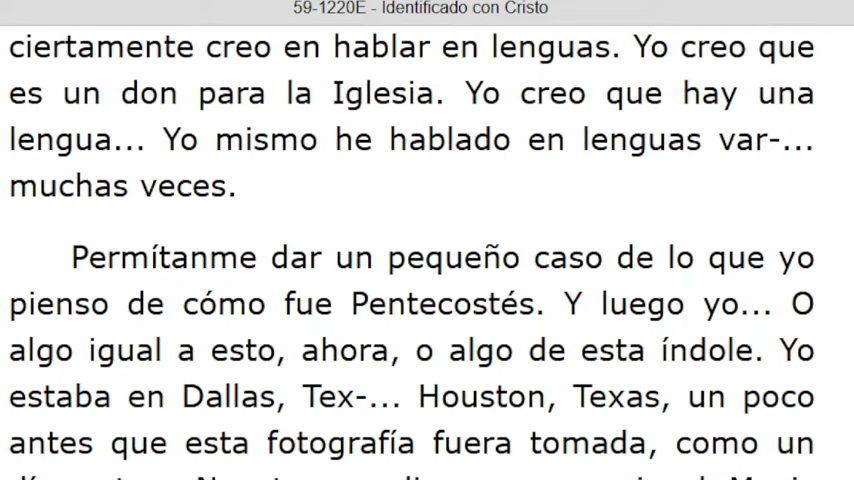 59-1220E - Identificado con Cristo
ciertamente creo en hablar en lenguas. Yo creo que
es un don para la Iglesia. Yo creo que hay una
lengua... Yo mismo he hablado en lenguas var-...
muchas veces.
Permítanme dar un pequeño caso de lo que yo
pienso de cómo fue Pentecostés. Y luego yo... O
algo igual a esto, ahora, o algo de esta índole. Yo
estaba en Dallas, Tex-... Houston, Texas, un poco
antes que esta fotografía fuera tomada, como un